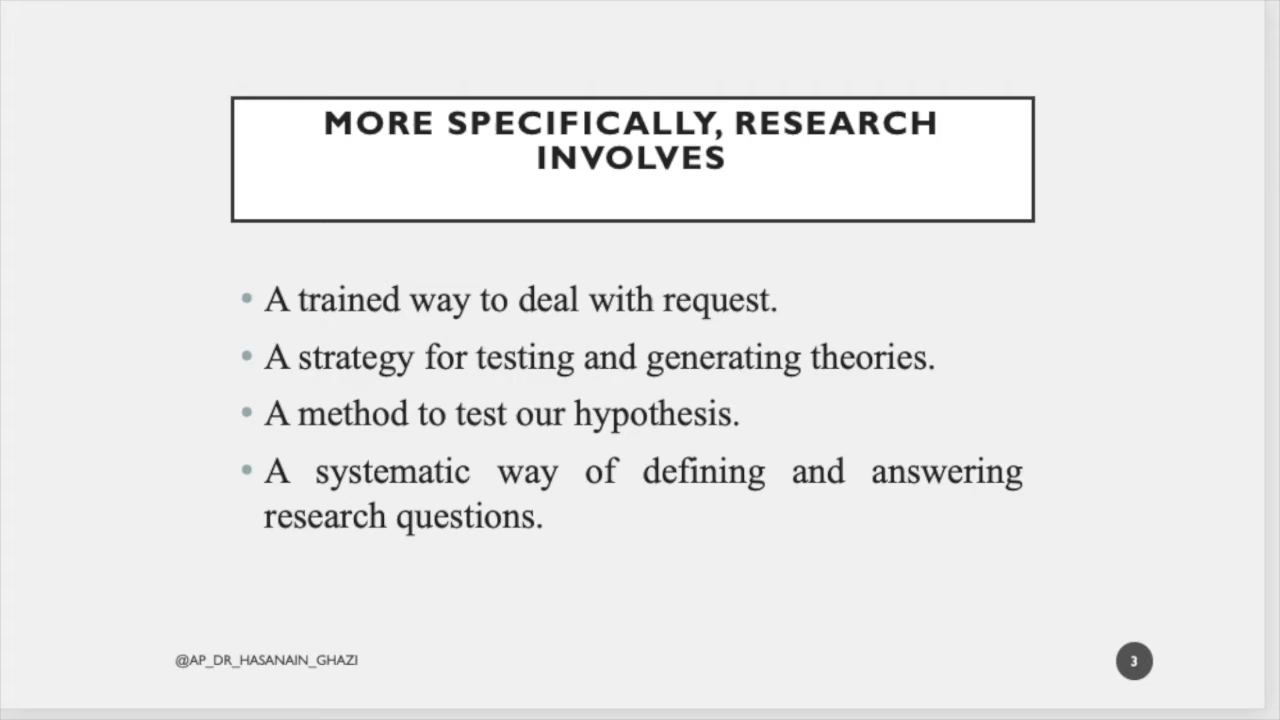 MORE SPECIFICALLY, RESEARCH
INVOLVES
• A trained way to deal with request.
• A strategy for testing and generating theories.
• A method to test our hypothesis.
• A systematic way of defining and answering
research questions.
@AP_DR_HASANAIN_GHAZI
3